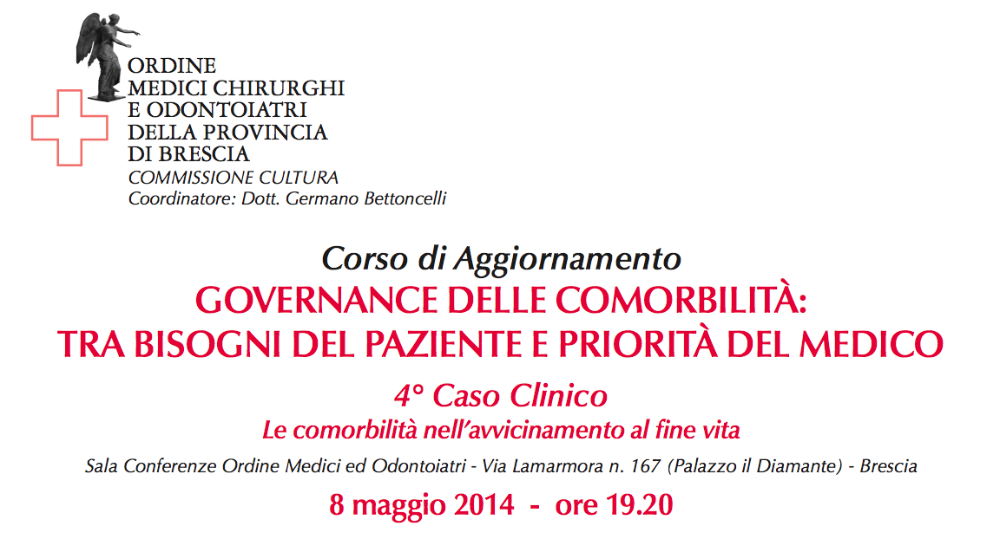 ORDINE
MEDICI CHIRURGHI
E ODONTOIATRI
DELLA PROVINCIA
DI BRESCIA
COMMISSIONE CULTURA
Coordinatore: Dott. Germano Bettoncelli
Corso di Aggiornamento
GOVERNANCE DELLE COMORBILITÀ:
TRA BISOGNI DEL PAZIENTE E PRIORITÀ DEL MEDICO
4° Caso Clinico
Le comorbilità nell’avvicinamento al fine vita
Sala Conferenze Ordine Medici ed Odontoiatri - Via Lamarmora n. 167 (Palazzo il Diamante) - Brescia
8 maggio 2014 - ore 19.20